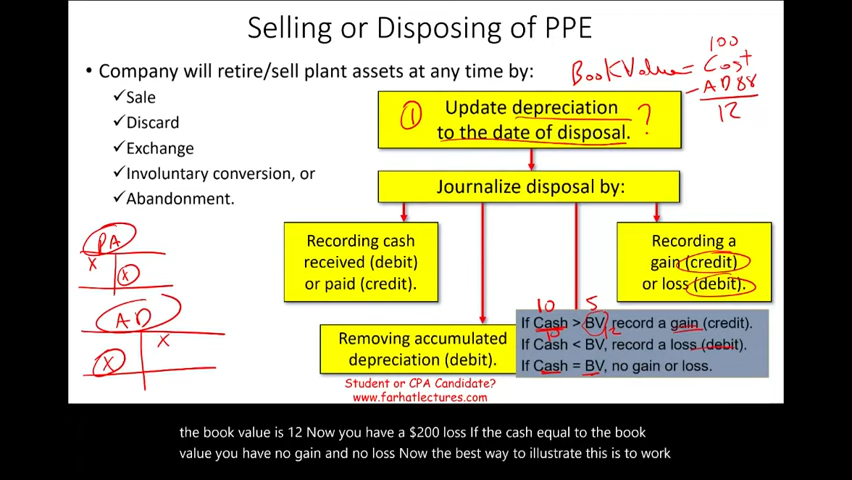 Selling or Disposing of PPE
• Company will retire/sell plant assets at any time by:
✓Sale
✓Discard
✓Exchange
✓Involuntary conversion, or
✓Abandonment.
Book Value = Cost
100
- AD 88
12
① Update depreciation
to the date of disposal. ?
Journalize disposal by:
Recording cash
received (debit)
or paid (credit).
Recording a
gain (credit)
or loss (debit).
Removing accumulated
depreciation (debit).
10
5
If Cash > BV, record a gain (credit).
10
12
If Cash < BV, record a loss (debit).
If Cash = BV, no gain or loss.
PA
X
X
AD
X
X
Student or CPA Candidate?
www.farhatlectures.com
the book value is 12 Now you have a $200 loss If the cash equal to the book
value you have no gain and no loss Now the best way to illustrate this is to work